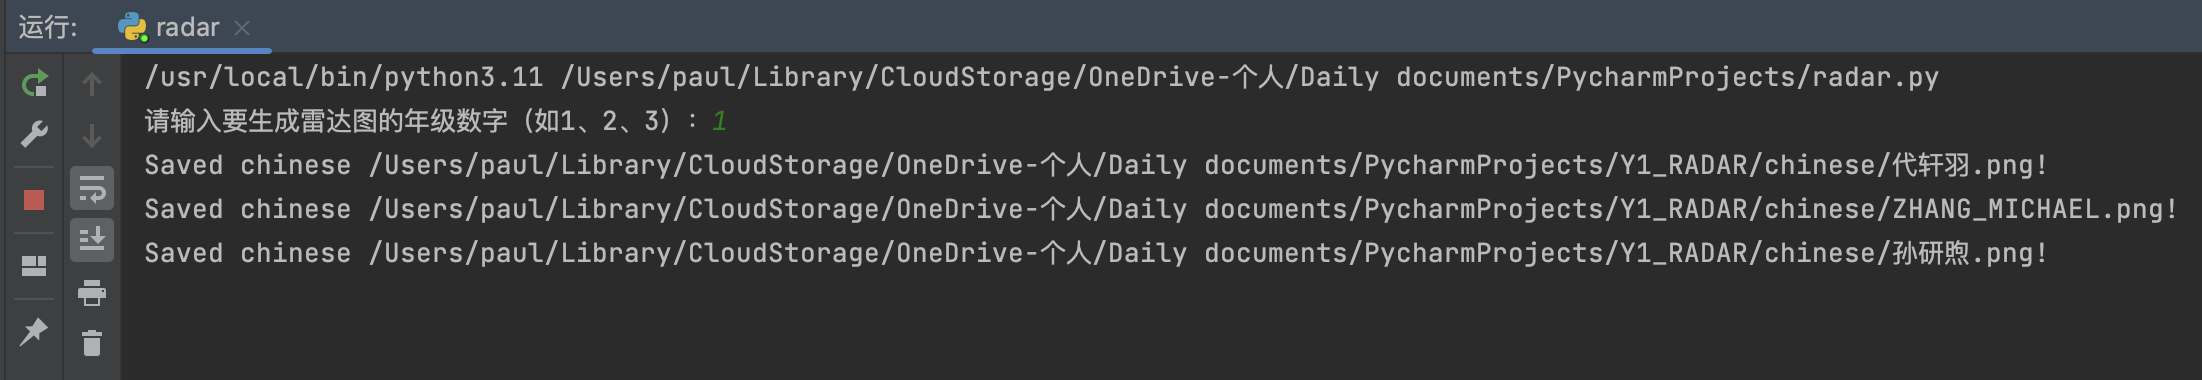 运行: radar
/usr/local/bin/python3.11 /Users/paul/Library/CloudStorage/OneDrive-个人/Daily documents/PycharmProjects/radar.py
请输入要生成雷达图的年级数字（如1、2、3）：1
Saved chinese /Users/paul/Library/CloudStorage/OneDrive-个人/Daily documents/PycharmProjects/Y1_RADAR/chinese/代轩羽.png!
Saved chinese /Users/paul/Library/CloudStorage/OneDrive-个人/Daily documents/PycharmProjects/Y1_RADAR/chinese/ZHANG_MICHAEL.png!
Saved chinese /Users/paul/Library/CloudStorage/OneDrive-个人/Daily documents/PycharmProjects/Y1_RADAR/chinese/孙研煦.png!